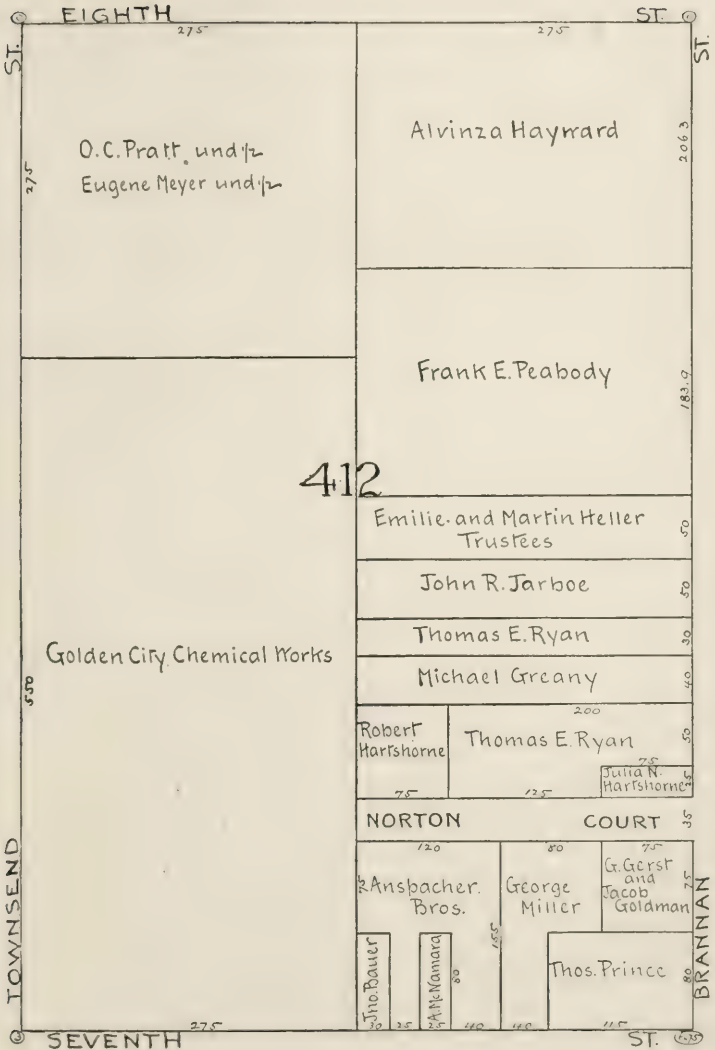 EIGHTH ST.
275 275
ST. ST.
O.C. Pratt und ½
Eugene Meyer und ½
275
Alvinza Hayward
2063
Frank E. Peabody
183.9
412
Emilie and Martin Heller
Trustees
50
John R. Jarboe
50
Thomas E. Ryan
30
Michael Greany
40
Golden City Chemical Works
550
200
Robert
Hartshorne
75
Thomas E. Ryan
50
125
75
Julia N.
Hartshorne
25
NORTON COURT
35
120 80 75
Ansbacher
Bros.
George
Miller
G. Gerst
and
Jacob
Goldman
75
155
Jno. Bauer
A. McNamara
80
Thos. Prince
80
TOWNSEND
BRANNAN
275 30 25 25 40 40 115
SEVENTH ST.